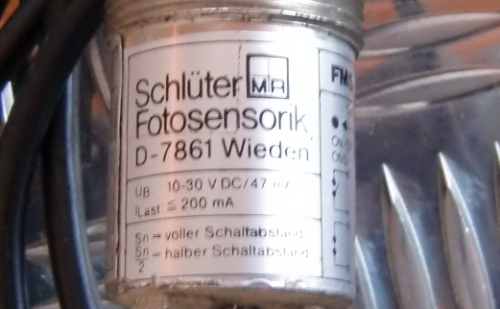 Schlüter
MR
Fotosensorik
D-7861 Wieden
UB 10-30 V DC/47
ILast ≤ 200 mA
Sn = voller Schaltabstand
Sn/2 = halber Schaltabstand